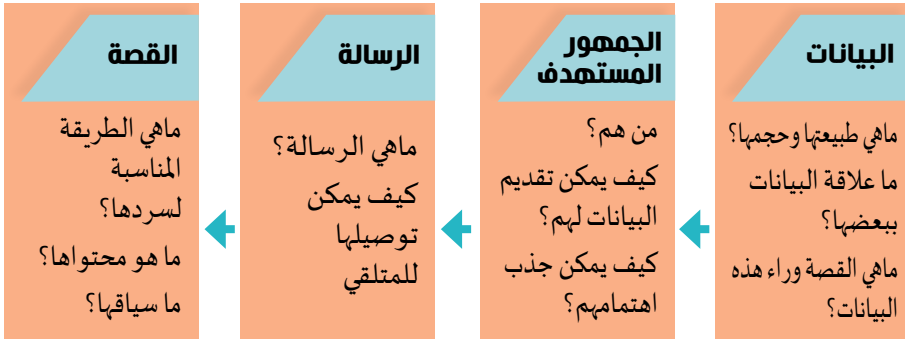 البيانات
ماهي طبيعتها وحجمها؟
ما علاقة البيانات
ببعضها؟
ماهي القصة وراء هذه
البيانات؟
الجمهور
المستهدف
من هم؟
كيف يمكن تقديم
البيانات لهم؟
كيف يمكن جذب
اهتمامهم؟
الرسالة
ماهي الرسالة؟
كيف يمكن
توصيلها
للمتلقي
القصة
ماهي الطريقة
المناسبة
لسردها؟
ما هو محتواها؟
ما سياقها؟